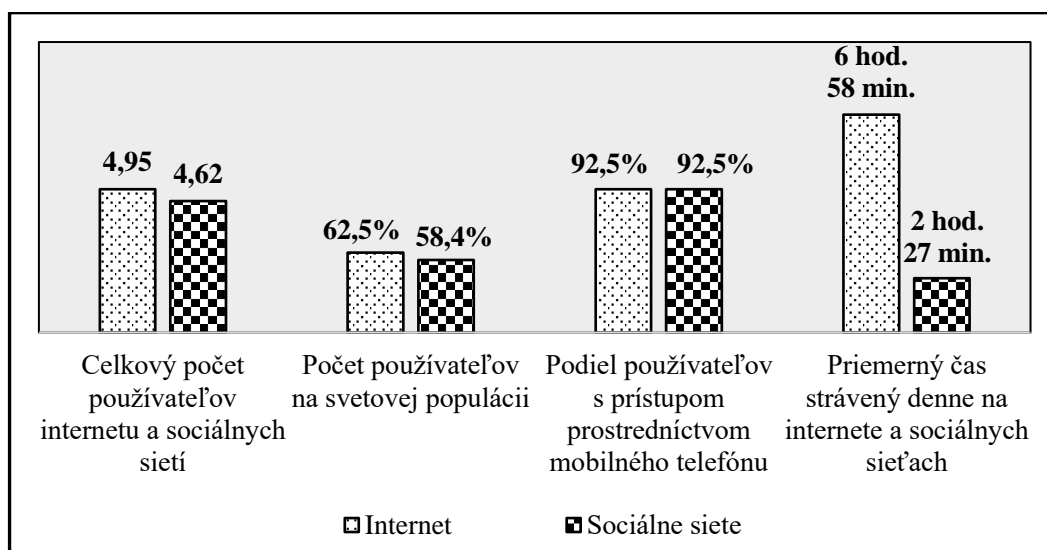 6 hod.
58 min.
4,95
4,62
92,5%
92,5%
62,5%
58,4%
2 hod.
27 min.
Celkový počet
používateľov
internetu a sociálnych
sietí
Počet používateľov
na svetovej populácii
Podiel používateľov
s prístupom
prostredníctvom
mobilného telefónu
Priemerný čas
strávený denne na
internete a sociálnych
sieťach
Internet
Sociálne siete